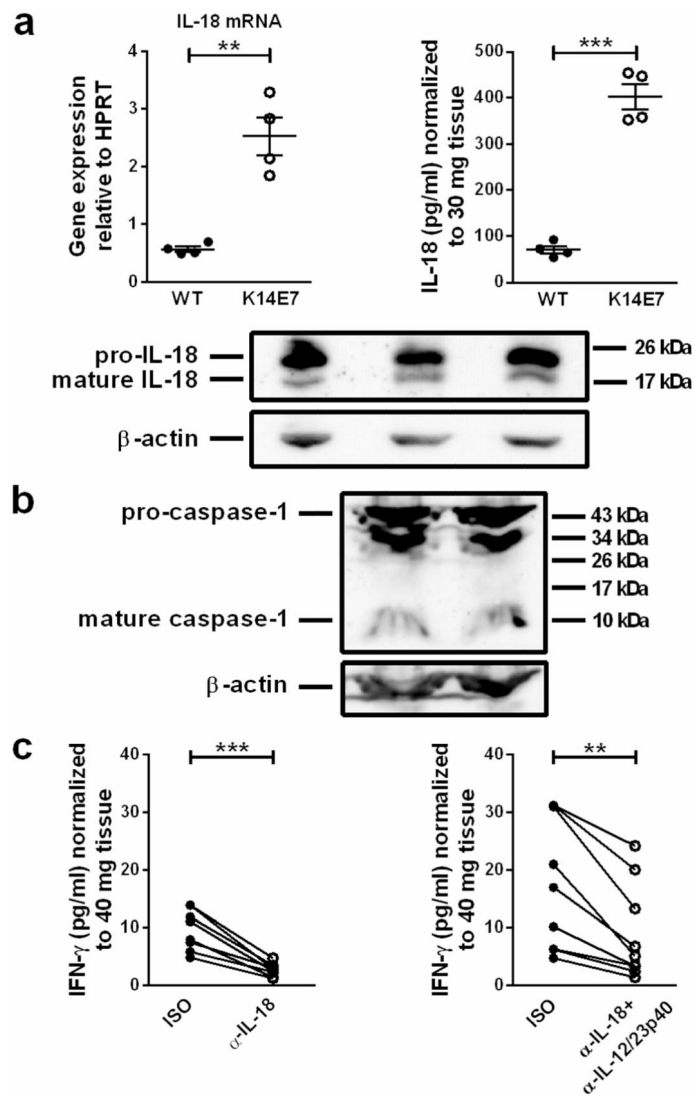 a
IL-18 mRNA
**
Gene expression
relative to HPRT
4
3
2
1
0
WT
K14E7
***
IL-18 (pg/ml) normalized
to 30 mg tissue
500
400
300
200
100
0
WT
K14E7
pro-IL-18
mature IL-18
26 kDa
17 kDa
β-actin
b
pro-caspase-1
mature caspase-1
43 kDa
34 kDa
26 kDa
17 kDa
10 kDa
β-actin
c
***
IFN-γ (pg/ml) normalized
to 40 mg tissue
40
30
20
10
0
ISO
α-IL-18
**
IFN-γ (pg/ml) normalized
to 40 mg tissue
40
30
20
10
0
ISO
α-IL-18+
α-IL-12/23p40